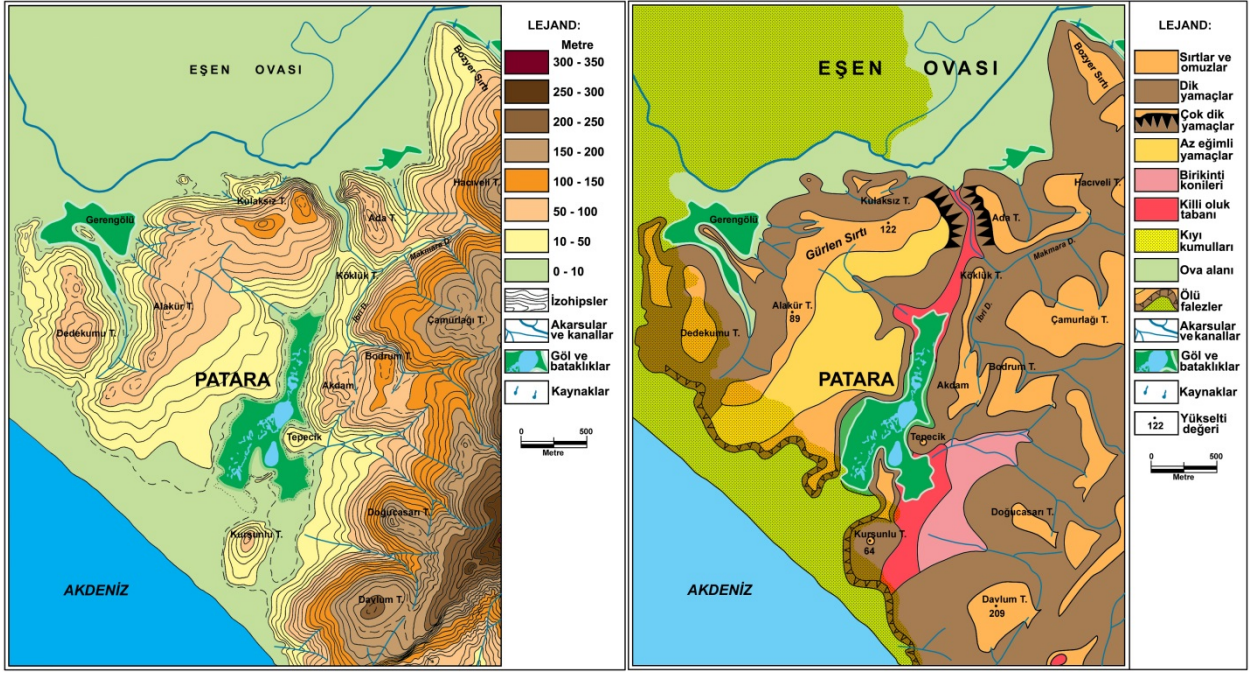 EŞEN OVASI
Bozyer Sırtı
Hacıveli T.
Kulaksız T.
Ada T.
Gerengölü
Makmara D.
Köklük T.
Alakür T.
İbri D.
Çamurlağı T.
Dedekumu T.
Bodrum T.
PATARA
Akdam
Tepecik
Doğucasarı T.
Kurşunlu T.
AKDENİZ
Davlum T.
LEJAND:
Metre
300 - 350
250 - 300
200 - 250
150 - 200
100 - 150
50 - 100
10 - 50
0 - 10
İzohipsler
Akarsular
ve kanallar
Göl ve
bataklıklar
Kaynaklar
0 500
Metre
EŞEN OVASI
Bozyer Sırtı
Hacıveli T.
Kulaksız T.
122
Ada T.
Gerengölü
Gürlen Sırtı
Makmara D.
Köklük T.
Alakür T.
89
İbri D.
Çamurlağı T.
Dedekumu T.
Bodrum T.
PATARA
Akdam
Tepecik
Doğucasarı T.
Kurşunlu T.
64
AKDENİZ
Davlum T.
209
LEJAND:
Sırtlar ve
omuzlar
Dik
yamaçlar
Çok dik
yamaçlar
Az eğimli
yamaçlar
Birikinti
konileri
Killi oluk
tabanı
Kıyı
kumulları
Ova alanı
Ölü
falezler
Akarsular
ve kanallar
Göl ve
bataklıklar
Kaynaklar
122
Yükselti
değeri
0 500
Metre